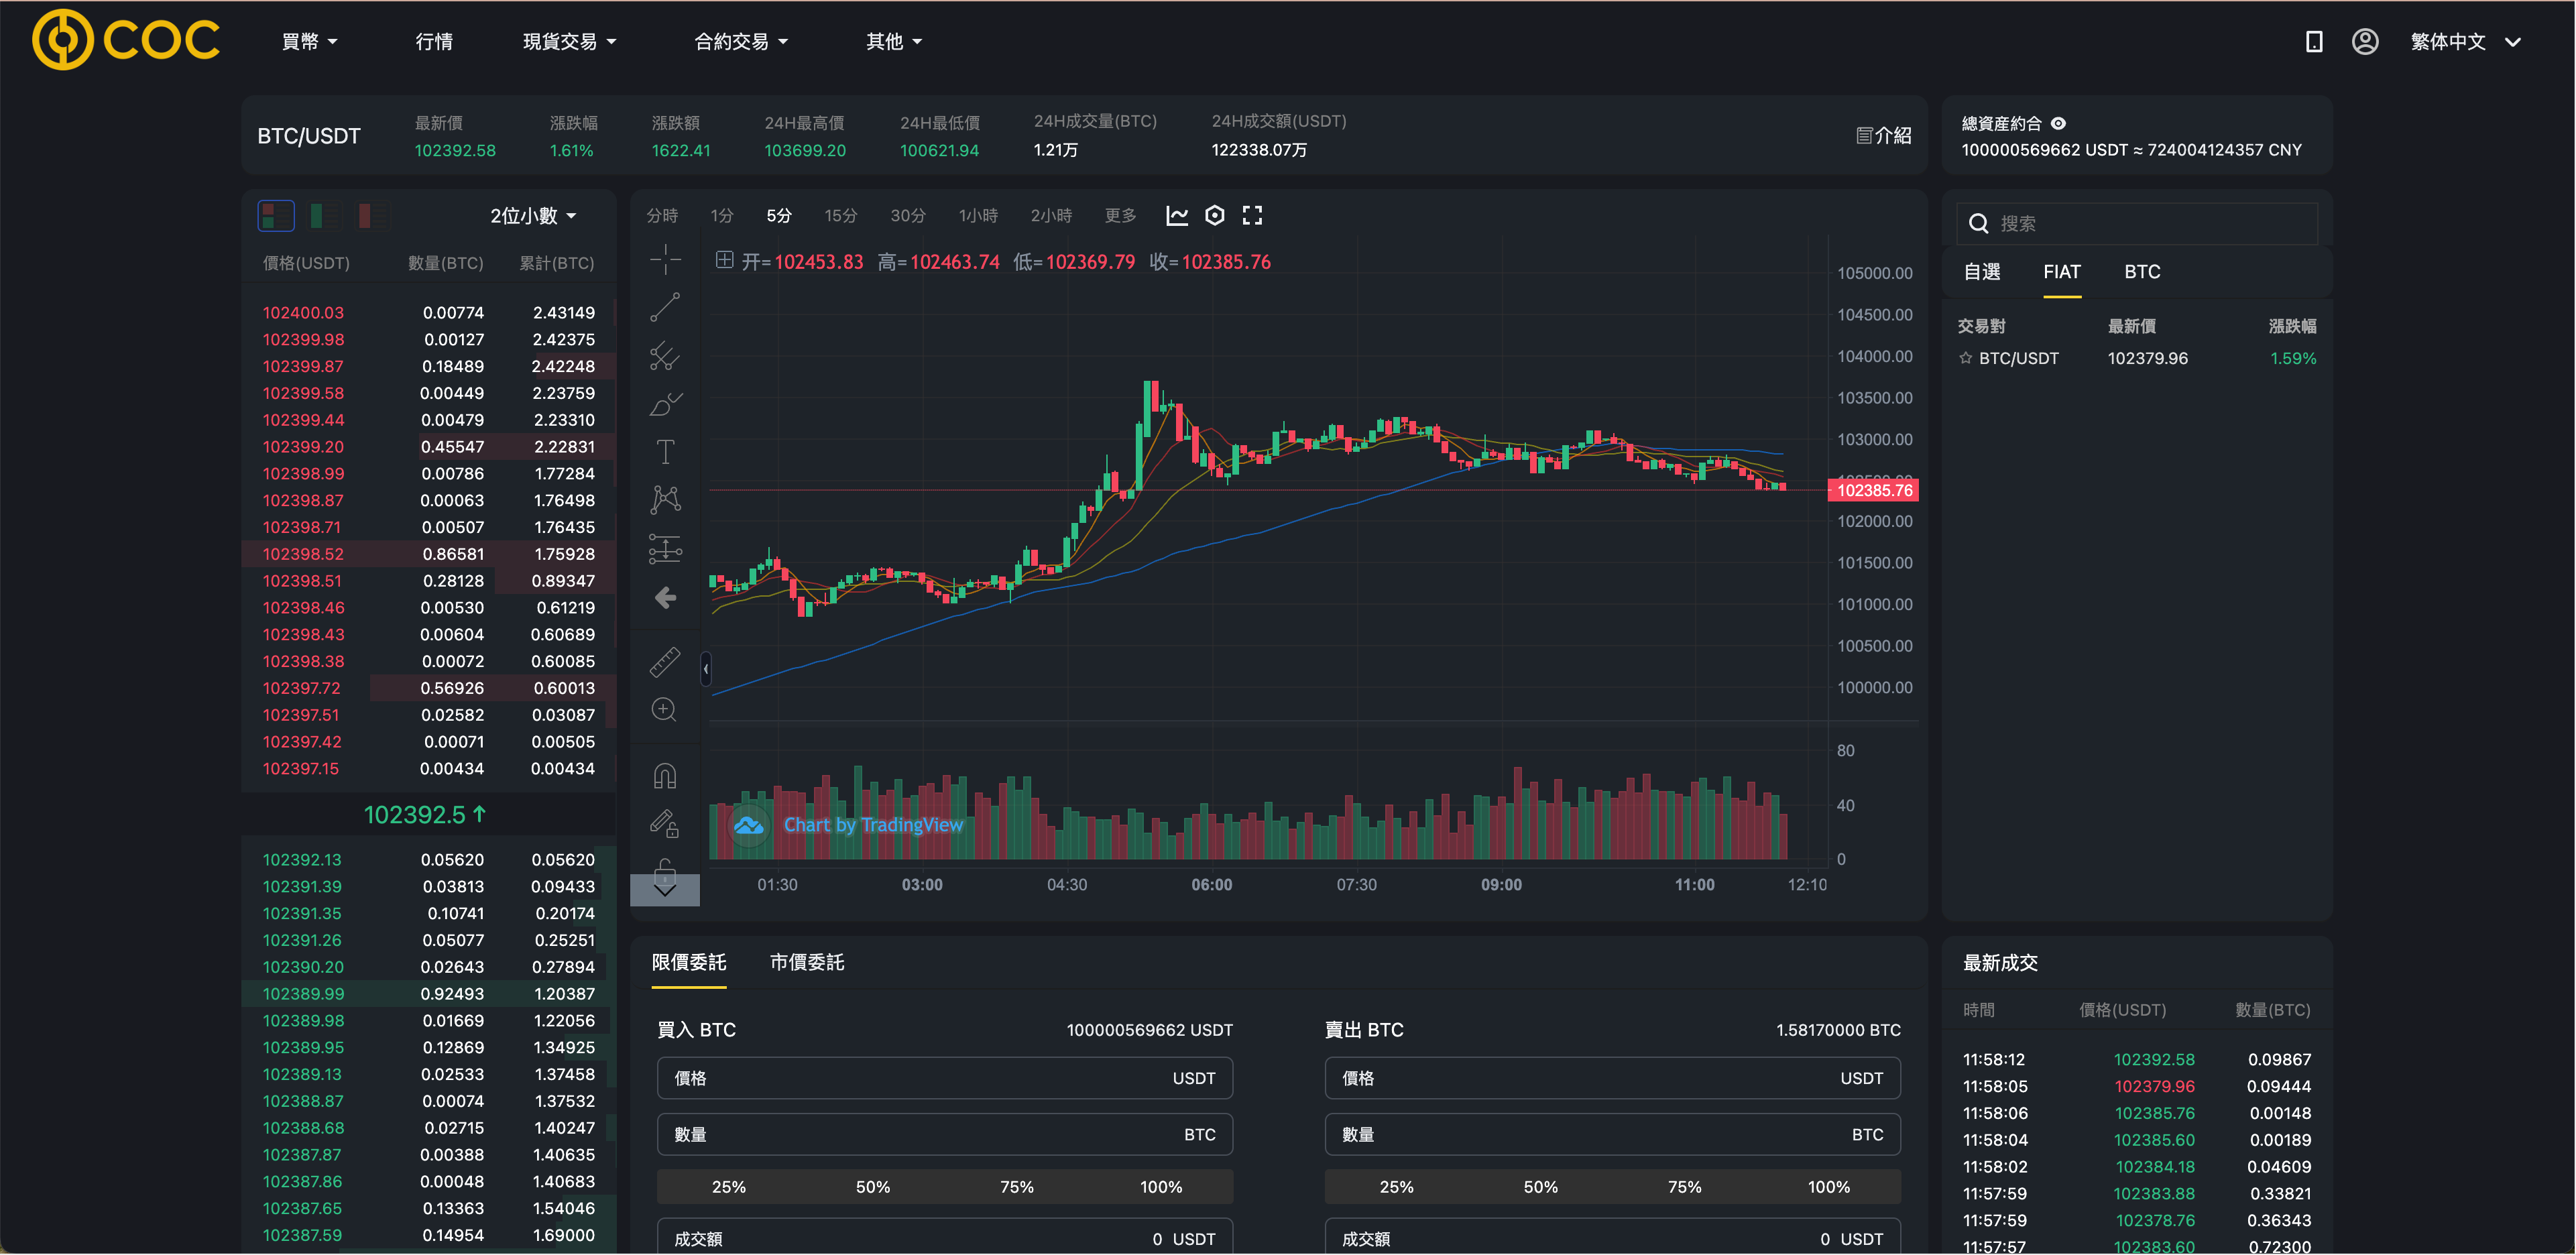 COC 買幣 行情 現貨交易 合約交易 其他 繁体中文
BTC/USDT
最新價 漲跌幅 漲跌額 24H最高價 24H最低價 24H成交量(BTC) 24H成交額(USDT)
102392.58 1.61% 1622.41 103699.20 100621.94 1.21万 122338.07万
介紹
總資産約合
100000569662 USDT ≈ 724004124357 CNY
2位小數
價格(USDT) 數量(BTC) 累計(BTC)
102400.03 0.00774 2.43149
102399.98 0.00127 2.42375
102399.87 0.18489 2.42248
102399.58 0.00449 2.23759
102399.44 0.00479 2.23310
102399.20 0.45547 2.22831
102398.99 0.00786 1.77284
102398.87 0.00063 1.76498
102398.71 0.00507 1.76435
102398.52 0.86581 1.75928
102398.51 0.28128 0.89347
102398.46 0.00530 0.61219
102398.43 0.00604 0.60689
102398.38 0.00072 0.60085
102397.72 0.56926 0.60013
102397.51 0.02582 0.03087
102397.42 0.00071 0.00505
102397.15 0.00434 0.00434
102392.5↑
102392.13 0.05620 0.05620
102391.39 0.03813 0.09433
102391.35 0.10741 0.20174
102391.26 0.05077 0.25251
102390.20 0.02643 0.27894
102389.99 0.92493 1.20387
102389.98 0.01669 1.22056
102389.95 0.12869 1.34925
102389.13 0.02533 1.37458
102388.87 0.00074 1.37532
102388.68 0.02715 1.40247
102387.87 0.00388 1.40635
102387.86 0.00048 1.40683
102387.65 0.13363 1.54046
102387.59 0.14954 1.69000
分時 1分 5分 15分 30分 1小時 2小時 更多
开=102453.83 高=102463.74 低=102369.79 收=102385.76
105000.00
104500.00
104000.00
103500.00
103000.00
102385.76
102000.00
101500.00
101000.00
100500.00
100000.00
80
40
0
Chart by TradingView
01:30 03:00 04:30 06:00 07:30 09:00 11:00 12:10
限價委託 市價委託
買入 BTC 100000569662 USDT
價格 USDT
數量 BTC
25% 50% 75% 100%
成交額 0 USDT
賣出 BTC 1.58170000 BTC
價格 USDT
數量 BTC
25% 50% 75% 100%
成交額 0 USDT
搜索
自選 FIAT BTC
交易對 最新價 漲跌幅
BTC/USDT 102379.96 1.59%
最新成交
時間 價格(USDT) 數量(BTC)
11:58:12 102392.58 0.09867
11:58:05 102379.96 0.09444
11:58:06 102385.76 0.00148
11:58:04 102385.60 0.00189
11:58:02 102384.18 0.04609
11:57:59 102383.88 0.33821
11:57:59 102378.76 0.36343
11:57:57 102383.60 0.72300